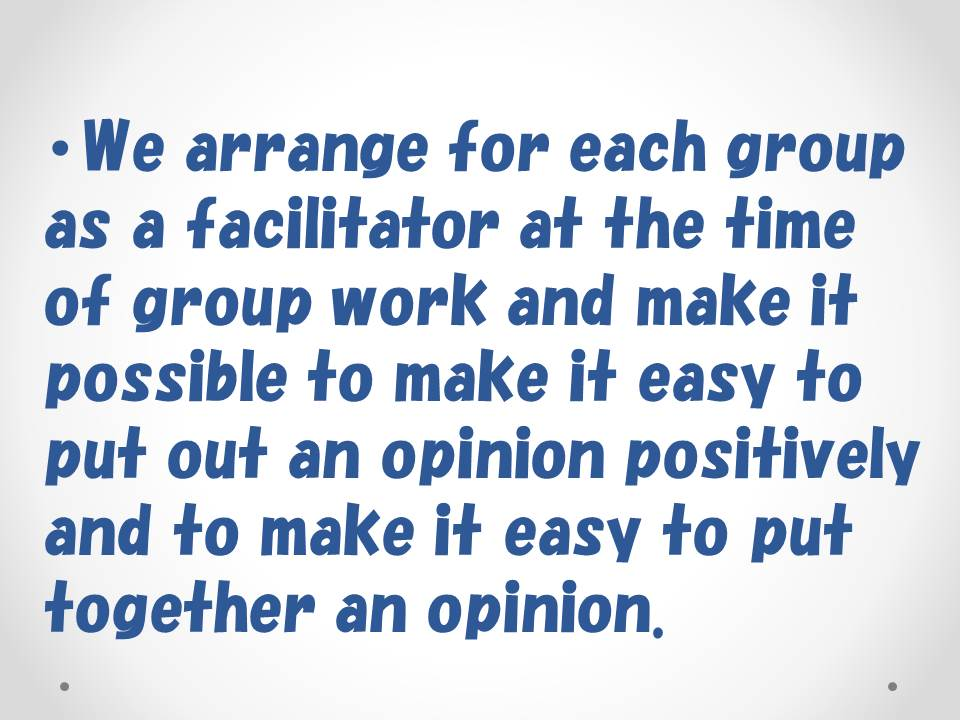 ・We arrange for each group
as a facilitator at the time
of group work and make it
possible to make it easy to
put out an opinion positively
and to make it easy to put
together an opinion.